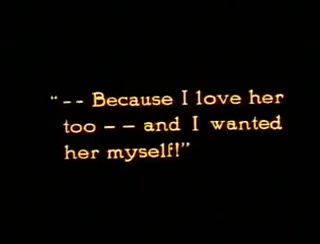 “-- Because I love her
too -- and I wanted
her myself!”